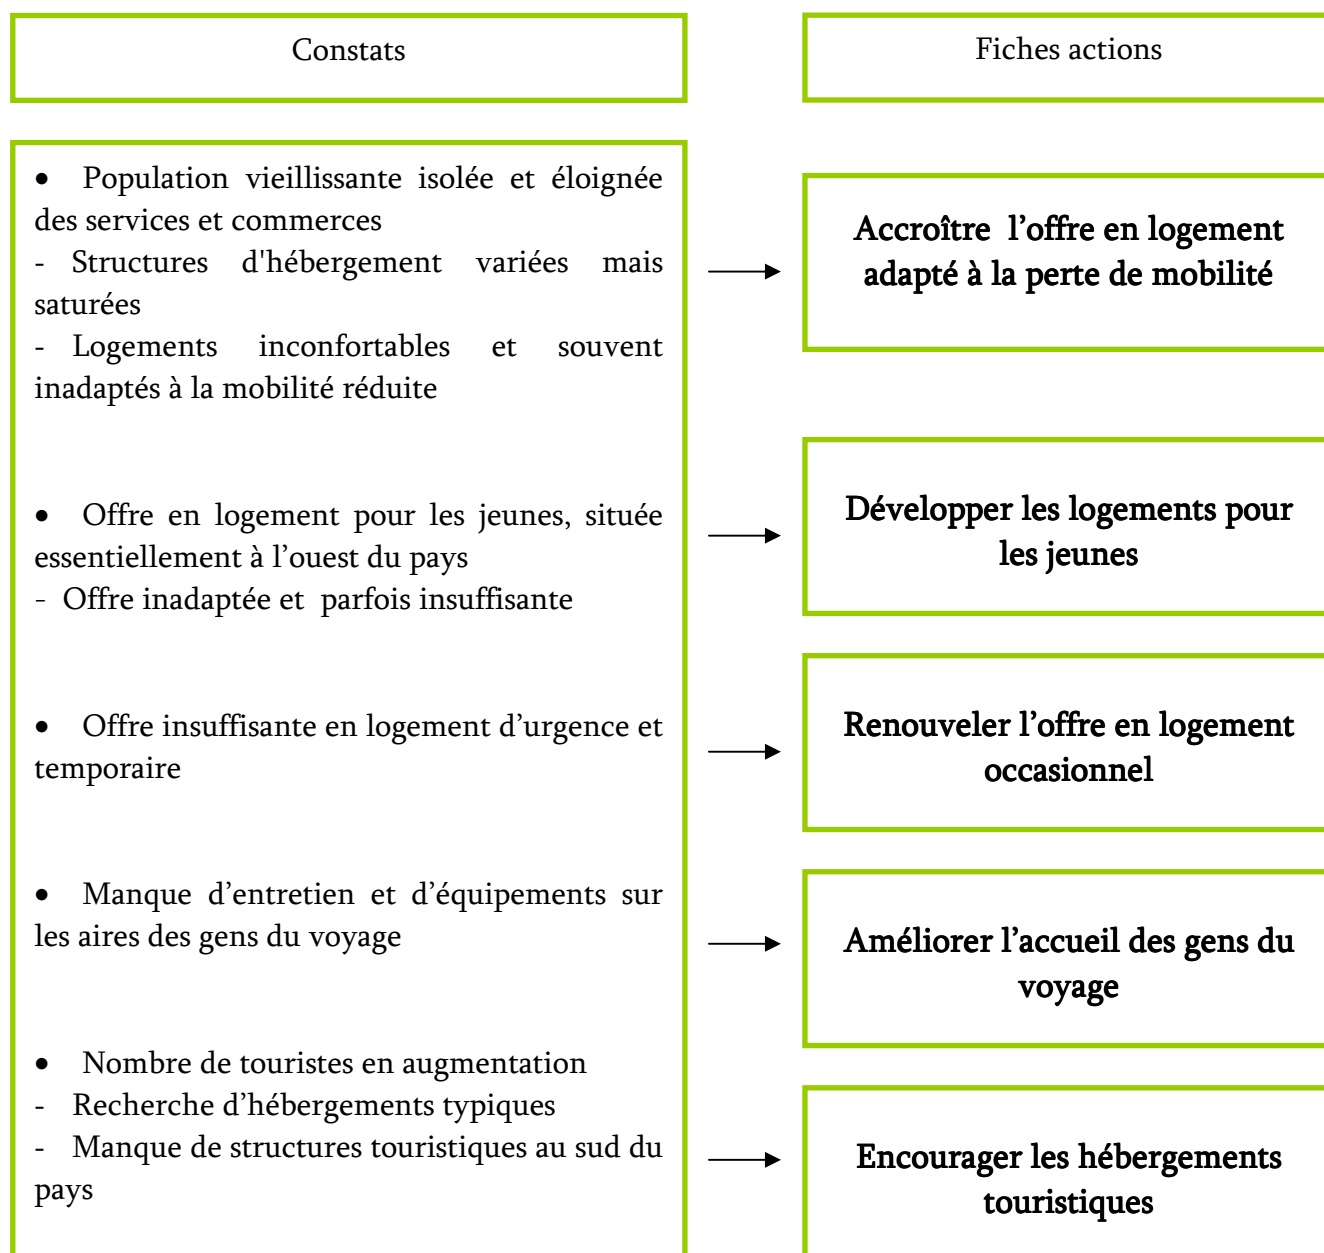 Constats
Fiches actions
• Population vieillissante isolée et éloignée
des services et commerces
- Structures d'hébergement variées mais
saturées
- Logements inconfortables et souvent
inadaptés à la mobilité réduite
Accroître l’offre en logement
adapté à la perte de mobilité
• Offre en logement pour les jeunes, située
essentiellement à l’ouest du pays
- Offre inadaptée et parfois insuffisante
Développer les logements pour
les jeunes
• Offre insuffisante en logement d’urgence et
temporaire
Renouveler l’offre en logement
occasionnel
• Manque d’entretien et d’équipements sur
les aires des gens du voyage
Améliorer l’accueil des gens du
voyage
• Nombre de touristes en augmentation
- Recherche d’hébergements typiques
- Manque de structures touristiques au sud du
pays
Encourager les hébergements
touristiques